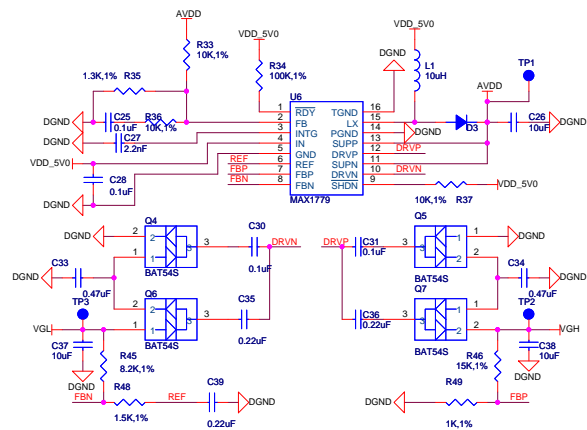 AVDD
VDD_5V0
VDD_5V0
R33
10K,1%
R34
100K,1%
DGND
L1
10uH
TP1
1.3K,1%
R35
AVDD
U6
DGND
C25
0.1uF
R36
10K,1%
1 RDY TGND 16
2 FB LX 15
3 INTG PGND 14
4 IN SUPP 13
5 GND DRVP 12
6 REF SUPN 11
7 FBP DRVN 10
8 FBN SHDN 9
MAX1779
DGND
D3
C26
10uF
DGND
DGND
C27
2.2nF
VDD_5V0
REF
FBP
FBN
DRVP
DRVN
C28
0.1uF
DGND
10K,1%
R37
VDD_5V0
Q4
DGND
2
1
3
BAT54S
C30
0.1uF
DRVN
DRVP
C31
0.1uF
Q5
3
1
2
BAT54S
DGND
C33
0.47uF
DGND
TP3
Q6
2
1
3
BAT54S
C35
0.22uF
C36
0.22uF
Q7
3
1
2
BAT54S
C34
0.47uF
DGND
TP2
VGL
VGH
C37
10uF
DGND
R45
8.2K,1%
R46
15K,1%
C38
10uF
DGND
FBN
R48
1.5K,1%
REF
C39
0.22uF
DGND
DGND
R49
1K,1%
FBP